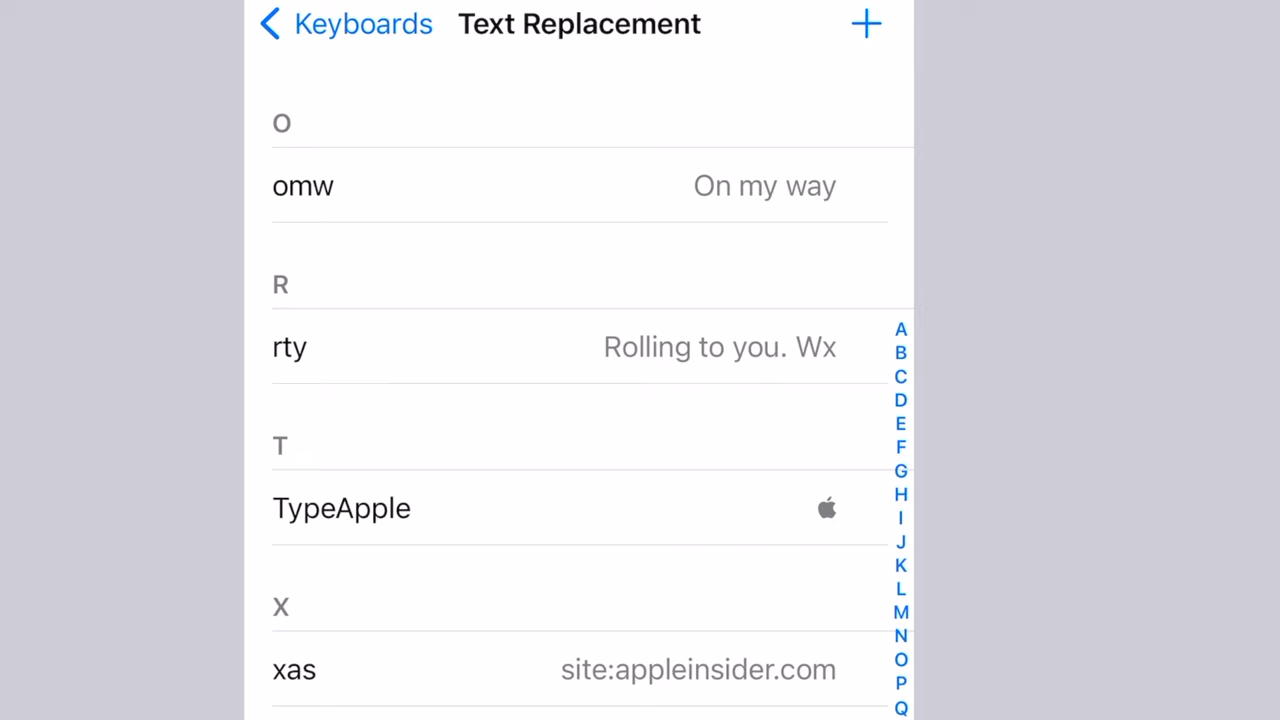 Keyboards Text Replacement +
O
omw On my way
R
rty Rolling to you. Wx
T
TypeApple 
X
xas site:appleinsider.com
A
B
C
D
E
F
G
H
I
J
K
L
M
N
O
P
Q